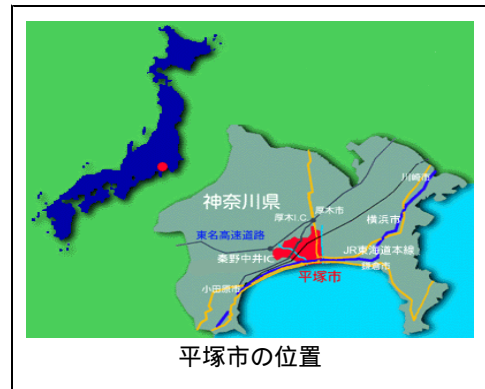 神奈川県
川崎市
厚木I.C.
厚木市
横浜市
東名高速道路
JR東海道本線
秦野中井IC
鎌倉市
平塚市
小田原市
平塚市の位置